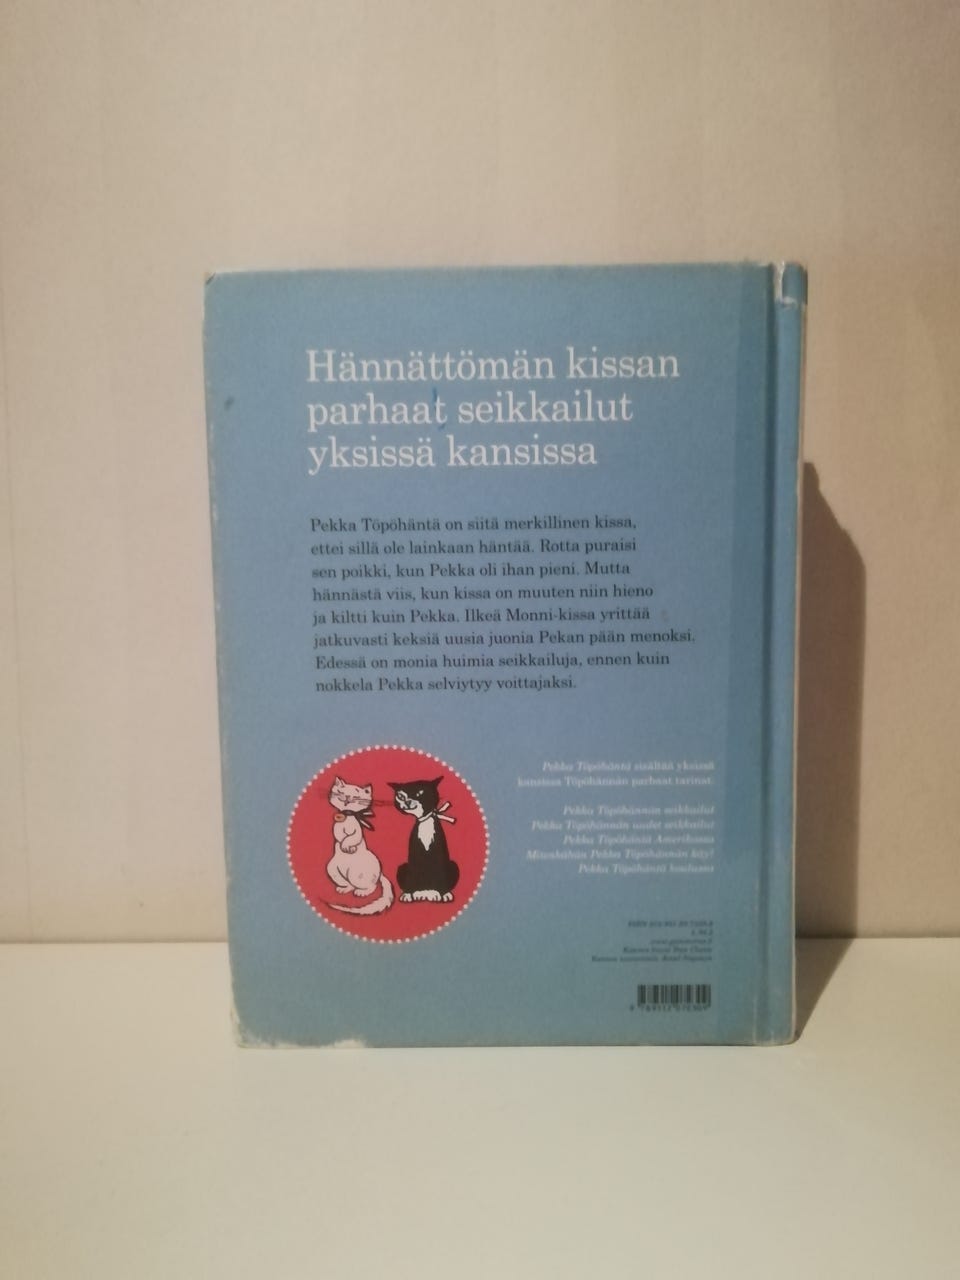 Hännättömän kissan
parhaat seikkailut
yksissä kansissa
Pekka Töpöhäntä on siitä merkillinen kissa,
ettei sillä ole lainkaan häntää. Rotta puraisi
sen poikki, kun Pekka oli ihan pieni. Mutta
hännästä viis, kun kissa on muuten niin hieno
ja kiltti kuin Pekka. Ilkeä Monni-kissa yrittää
jatkuvasti keksiä uusia juonia Pekan pään menoksi.
Edessä on monia huimia seikkailuja, ennen kuin
nokkela Pekka selviytyy voittajaksi.
Pekka Töpöhäntä sisältää yksissä
kansissa Töpöhännän parhaat tarinat:
Pekka Töpöhännän seikkailut
Pekka Töpöhännän uudet seikkailut
Pekka Töpöhäntä Amerikassa
Mitenkähän Pekka Töpöhännän käy?
Pekka Töpöhäntä koulussa
ISBN